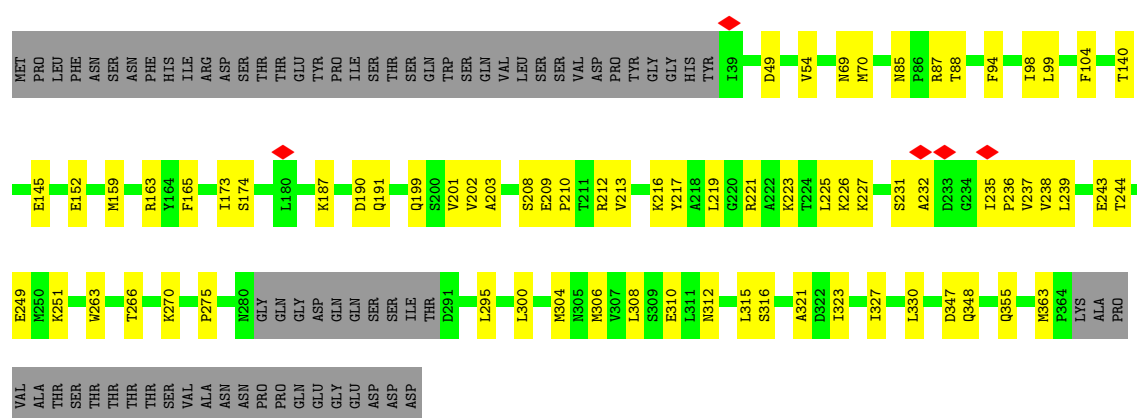 MET PRO LEU PHE ASN SER ASN PHE HIS ILE ARG ASP SER THR THR GLU TYR PRO ILE SER THR SER GLN TRP SER GLN VAL LEU SER SER VAL ASP PRO TYR GLY GLY HIS TYR I39 D49 V54 N69 M70 N85 P86 R87 T88 F94 I98 L99 F104 T140
E145 E152 M159 R163 Y164 F165 I173 S174 L180 K187 D190 Q191 Q199 S200 V201 V202 A203 S208 E209 P210 T211 R212 V213 K216 Y217 A218 L219 G220 R221 A222 K223 T224 L225 K226 K227 S231 A232 D233 G234 I235 P236 V237 V238 L239 E243 T244
E249 M250 K251 W263 T266 K270 P275 N280 GLY GLN GLY ASP GLN GLN SER SER ILE THR D291 L295 L300 M304 N305 M306 V307 L308 S309 E310 L311 N312 L315 S316 A321 D322 I323 I327 L330 D347 Q348 Q355 M363 P364 LYS ALA PRO
VAL ALA THR SER THR THR THR THR SER VAL ALA ASN ASN PRO PRO GLN GLU GLY GLU ASP ASP ASP